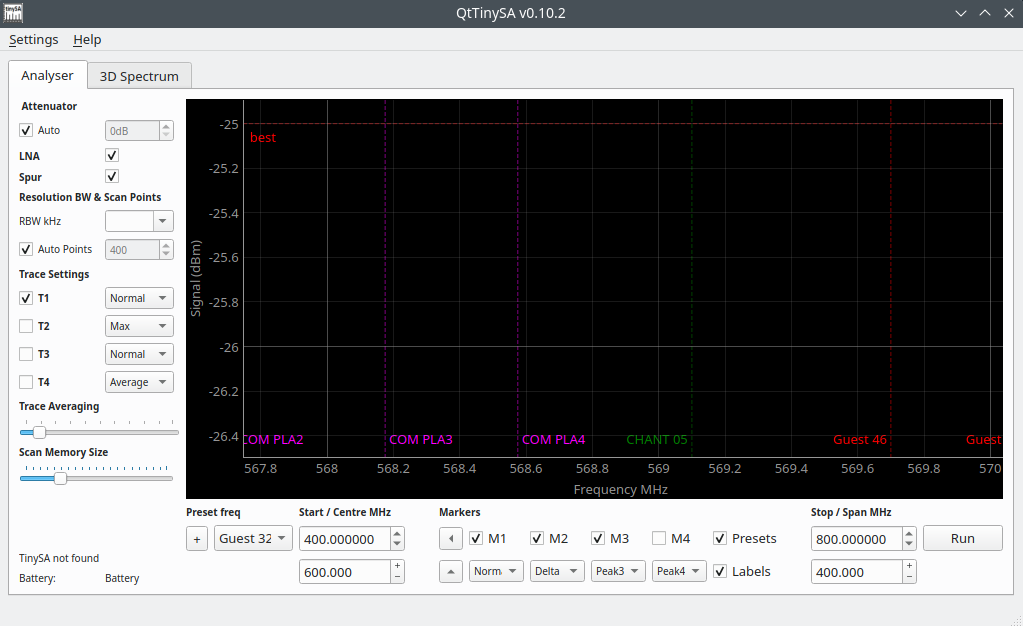 tinySA
QtTinySA v0.10.2
Settings Help
Analyser 3D Spectrum
Attenuator
Auto 0dB
LNA
Spur
Resolution BW & Scan Points
RBW kHz
Auto Points 400
Trace Settings
T1 Normal
T2 Max
T3 Normal
T4 Average
Trace Averaging
Scan Memory Size
TinySA not found
Battery: Battery
Signal (dBm)
-25
-25.2
-25.4
-25.6
-25.8
-26
-26.2
-26.4
best
COM PLA2 COM PLA3 COM PLA4 CHANT 05 Guest 46 Guest
567.8 568 568.2 568.4 568.6 568.8 569 569.2 569.4 569.6 569.8 570
Frequency MHz
Preset freq Start / Centre MHz Markers Stop / Span MHz
+ Guest 32 400.000000 M1 M2 M3 M4 Presets 800.000000 Run
600.000 Norm Delta Peak3 Peak4 Labels 400.000